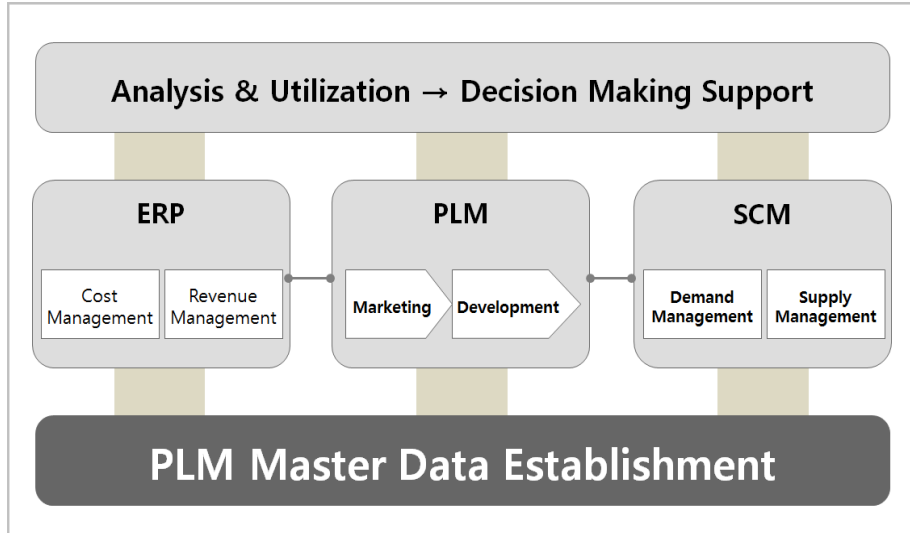 Analysis & Utilization → Decision Making Support
ERP
PLM
SCM
Cost
Management
Revenue
Management
Marketing
Development
Demand
Management
Supply
Management
PLM Master Data Establishment